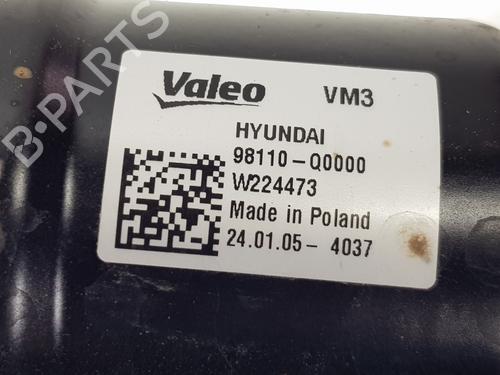 Valeo VM3
HYUNDAI
98110-Q0000
W224473
Made in Poland
24.01.05- 4037
B-PARTS